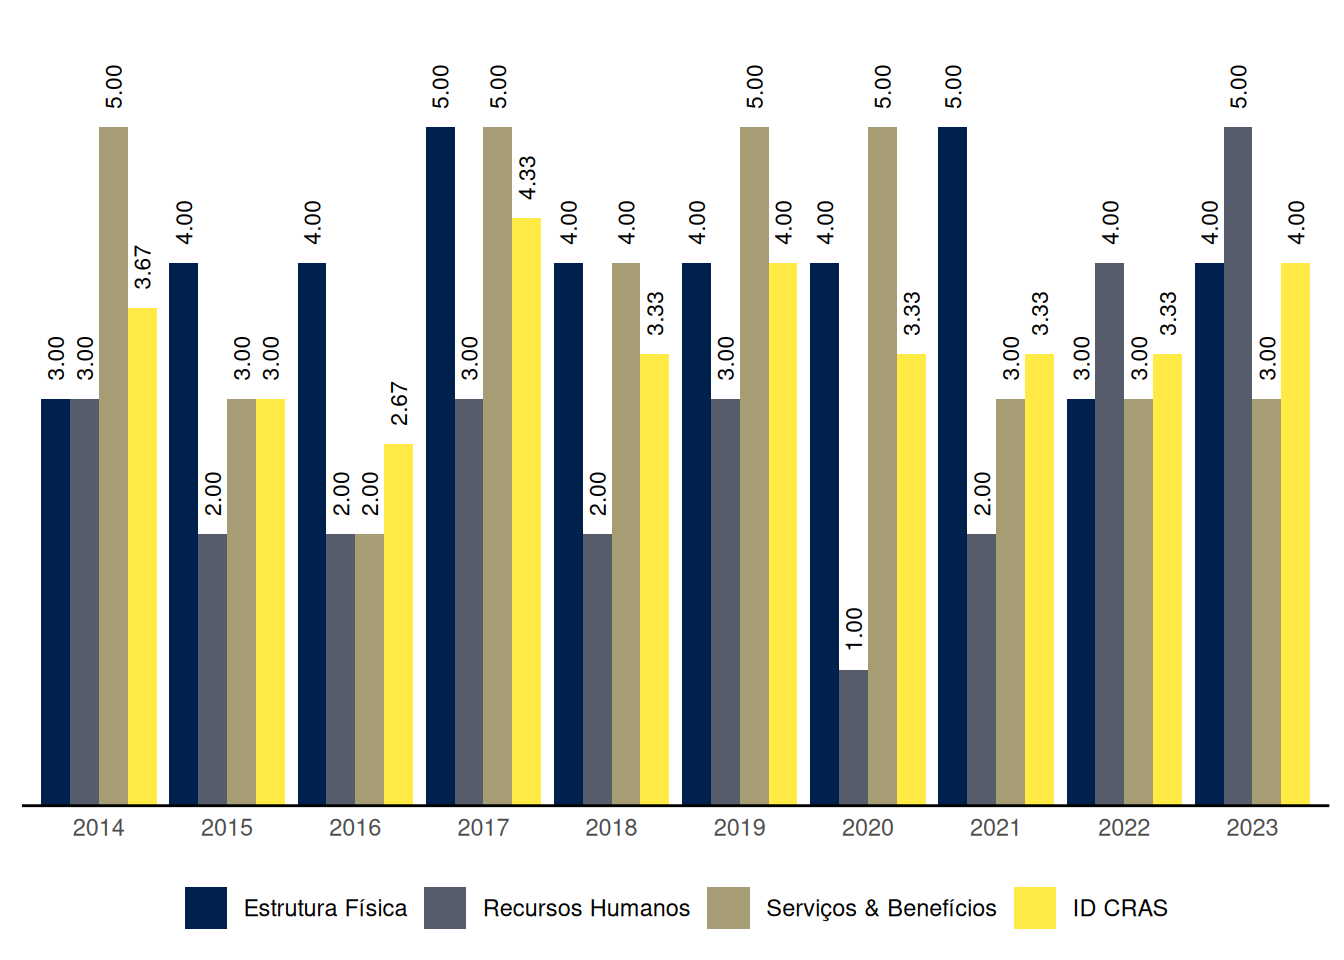 3.00 3.00 5.00 3.67 4.00 2.00 3.00 3.00 4.00 2.00 2.00 2.67 5.00 3.00 5.00 4.33 4.00 2.00 4.00 3.33 4.00 3.00 5.00 4.00 4.00 1.00 5.00 3.33 5.00 2.00 3.00 3.33 3.00 4.00 3.00 3.33 4.00 5.00 3.00 4.00
2014 2015 2016 2017 2018 2019 2020 2021 2022 2023
Estrutura Física Recursos Humanos Serviços & Benefícios ID CRAS